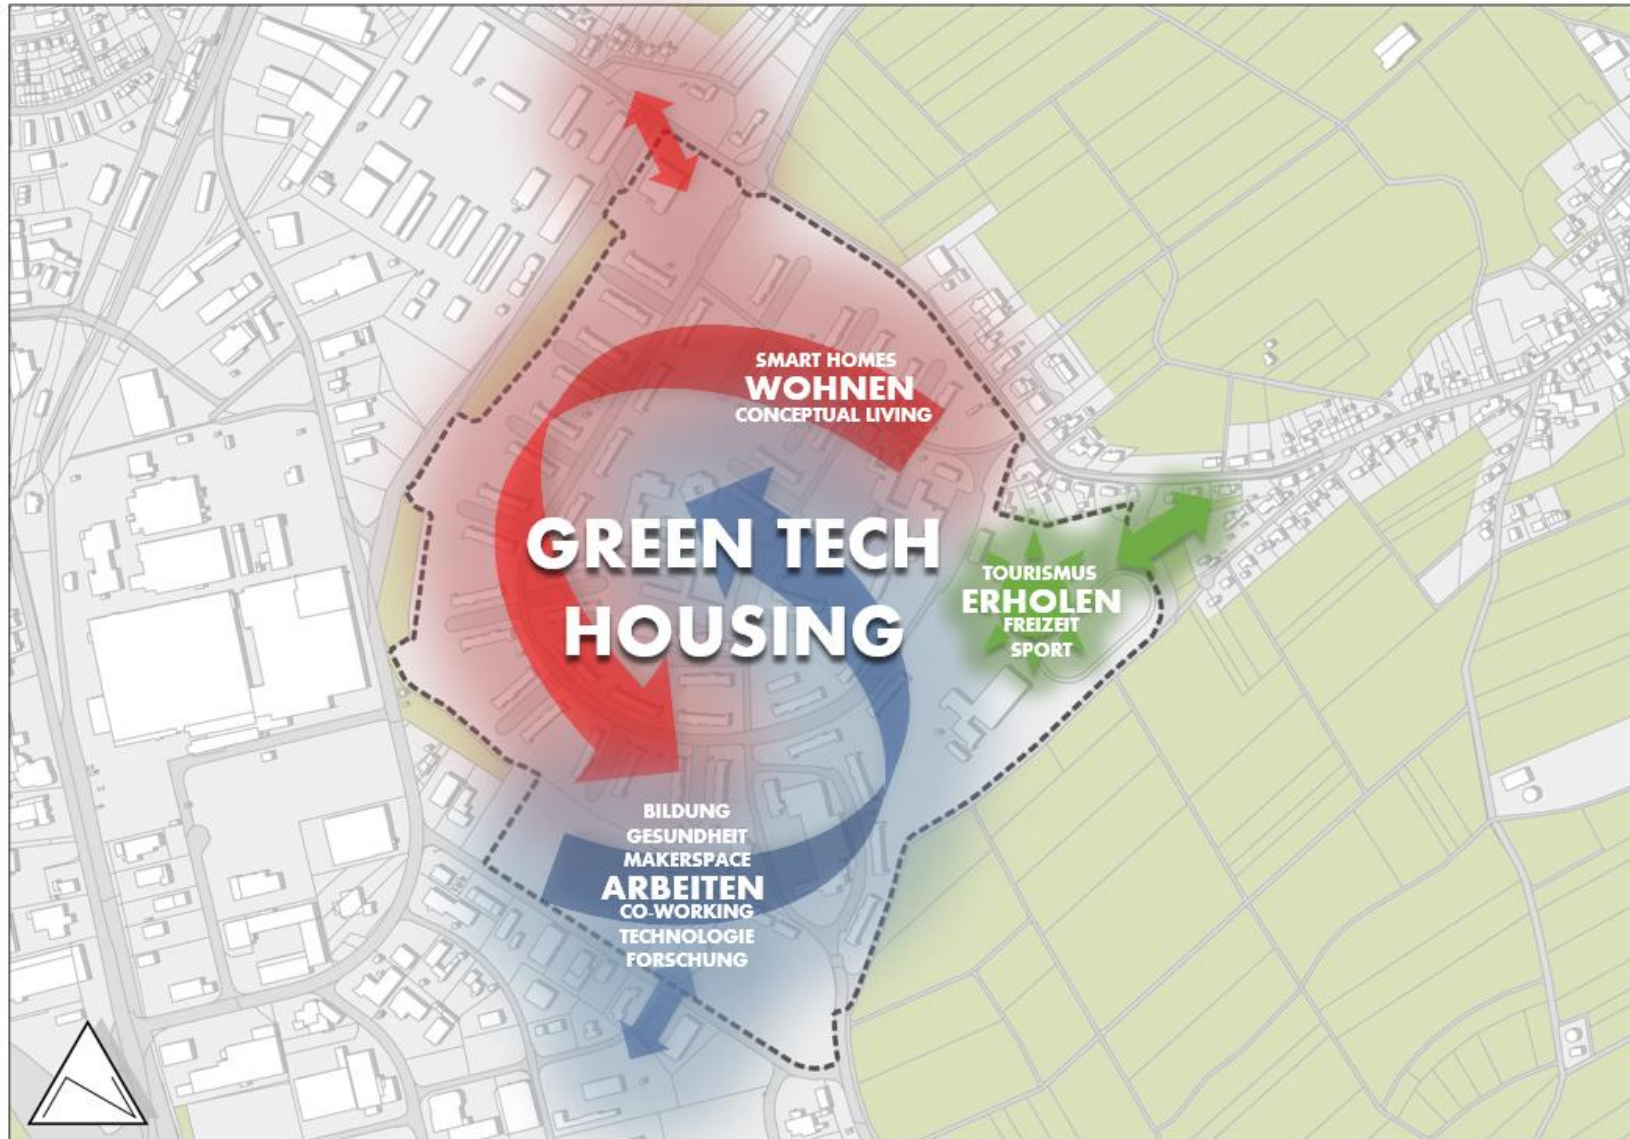 SMART HOMES
WOHNEN
CONCEPTUAL LIVING
GREEN TECH
HOUSING
TOURISMUS
ERHOLEN
FREIZEIT
SPORT
BILDUNG
GESUNDHEIT
MAKERSPACE
ARBEITEN
CO-WORKING
TECHNOLOGIE
FORSCHUNG